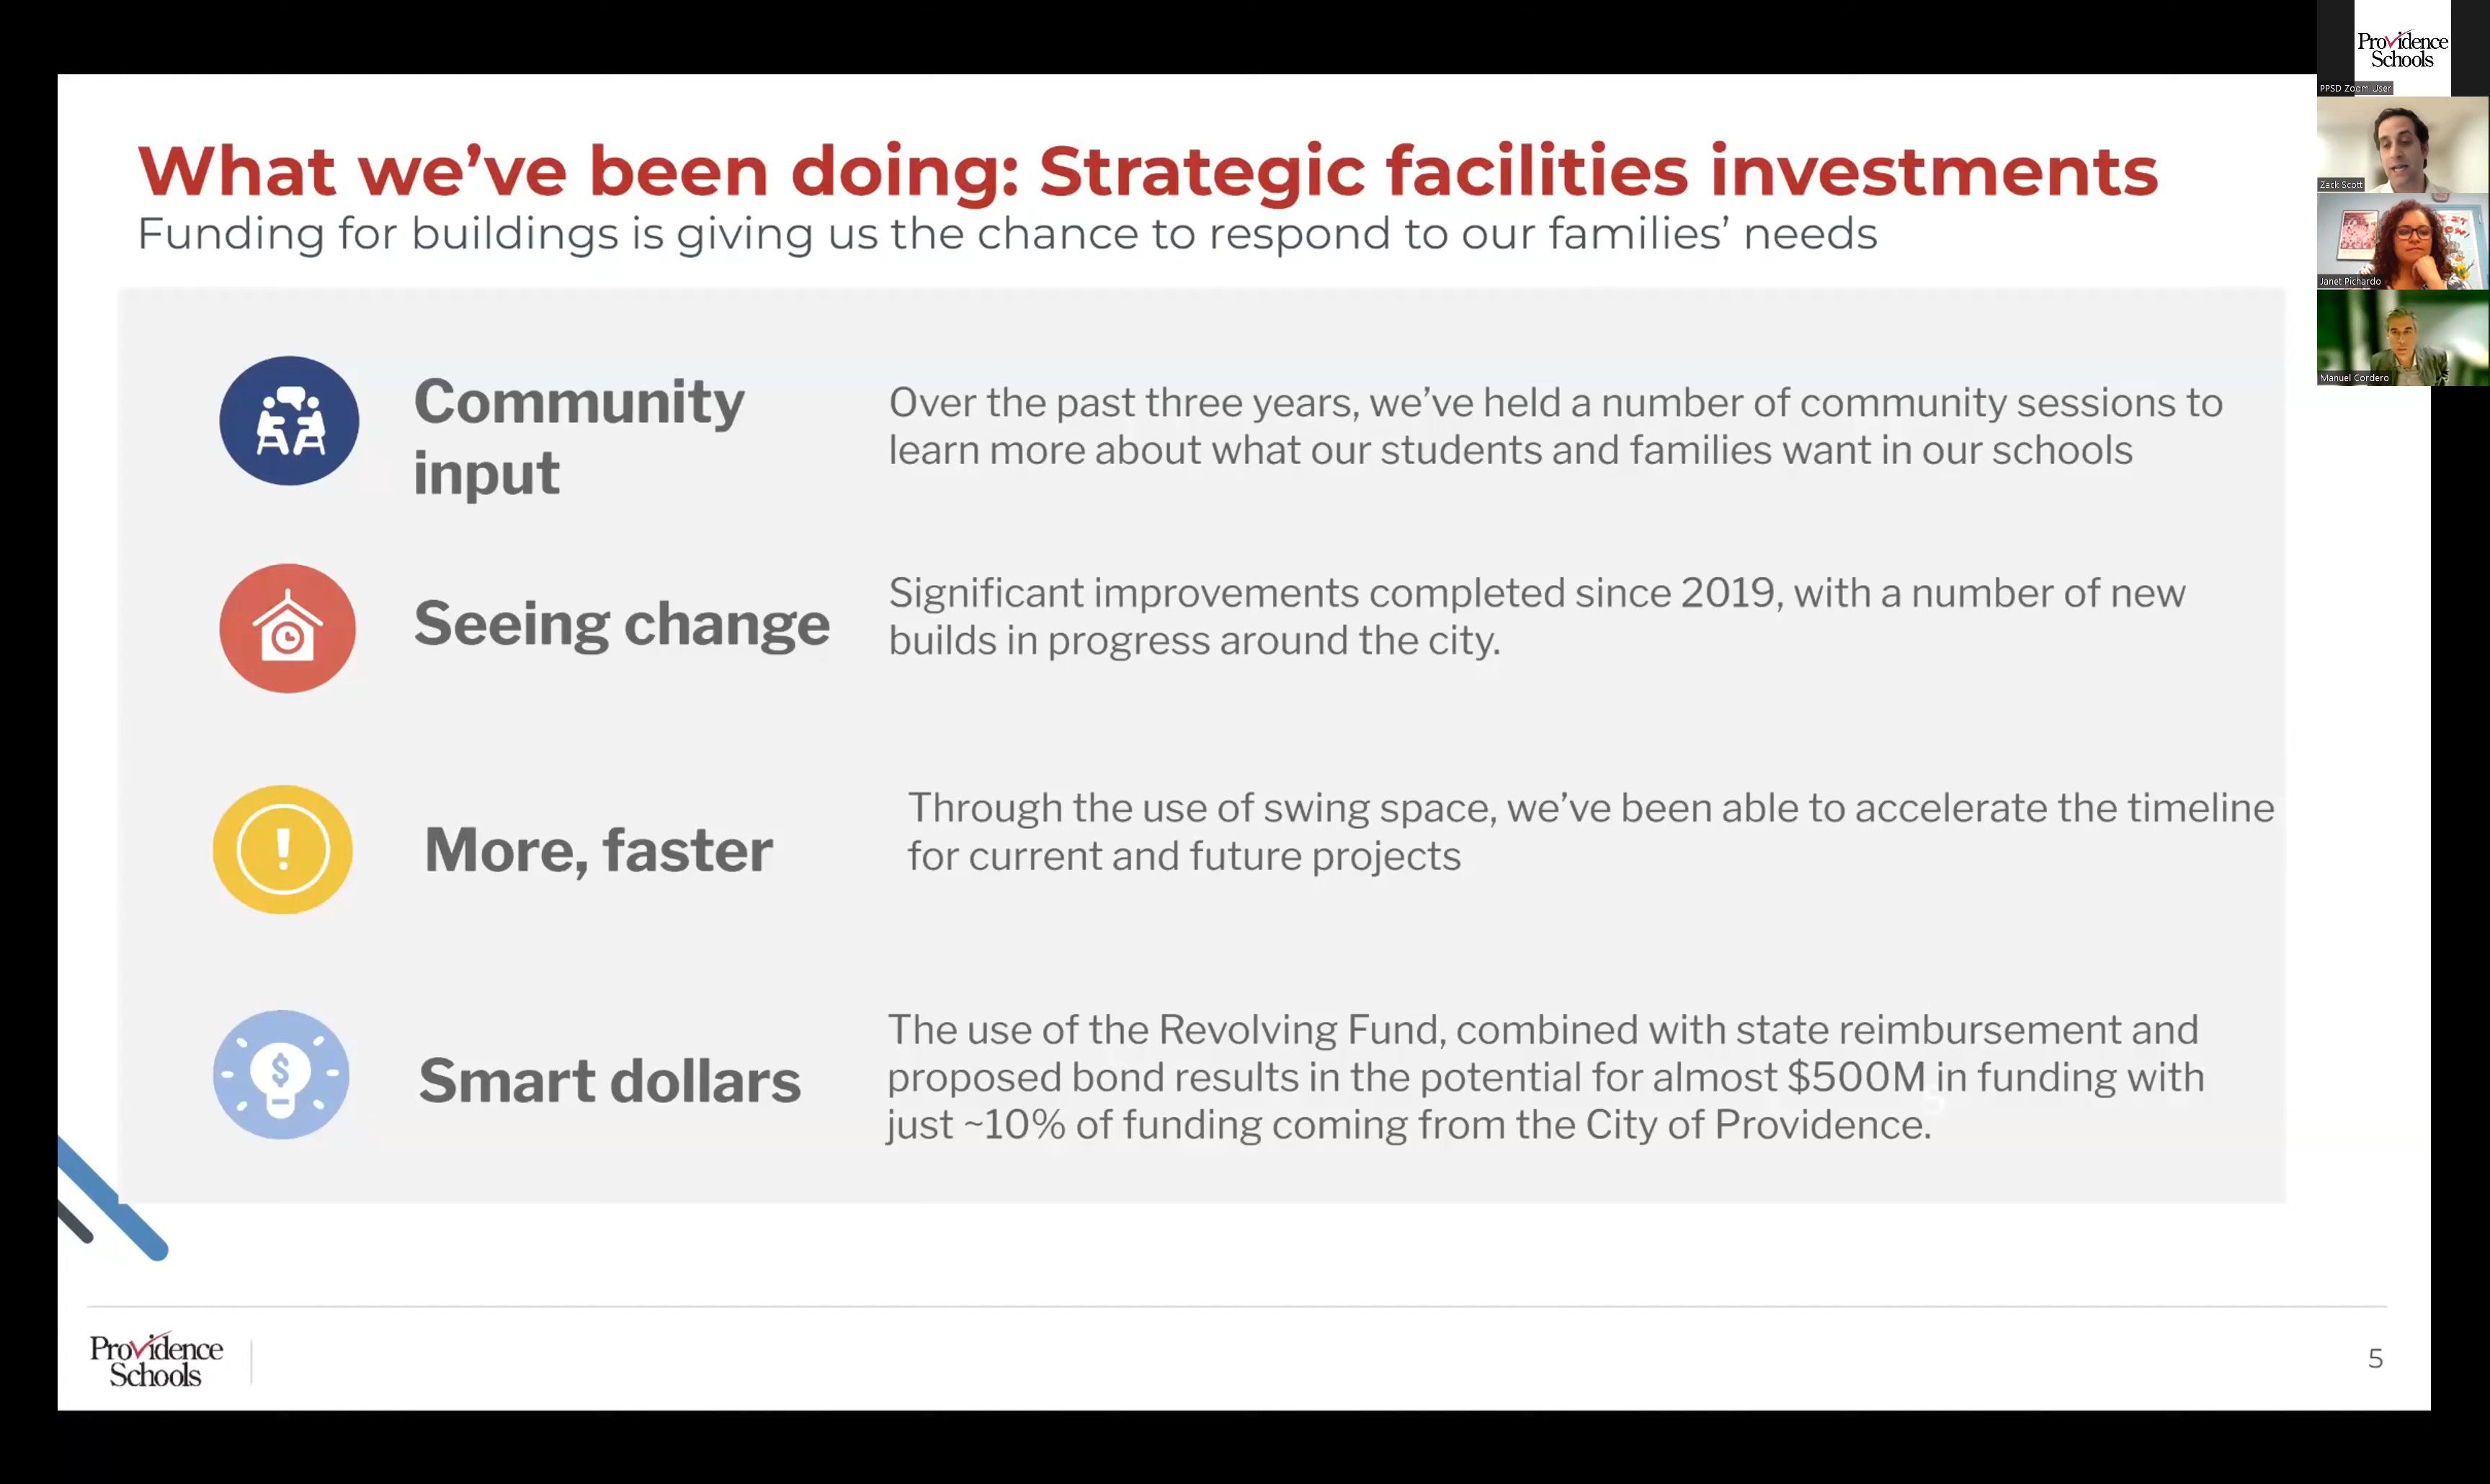 What we’ve been doing: Strategic facilities investments
Funding for buildings is giving us the chance to respond to our families’ needs
Community
input
Over the past three years, we’ve held a number of community sessions to
learn more about what our students and families want in our schools
Seeing change
Significant improvements completed since 2019, with a number of new
builds in progress around the city.
More, faster
Through the use of swing space, we’ve been able to accelerate the timeline
for current and future projects
$
Smart dollars
The use of the Revolving Fund, combined with state reimbursement and
proposed bond results in the potential for almost $500M in funding with
just ~10% of funding coming from the City of Providence.
Providence
Schools
5
Providence
Schools
PPSD Zoom User
Zack Scott
Janet Pichardo
Manuel Cordero